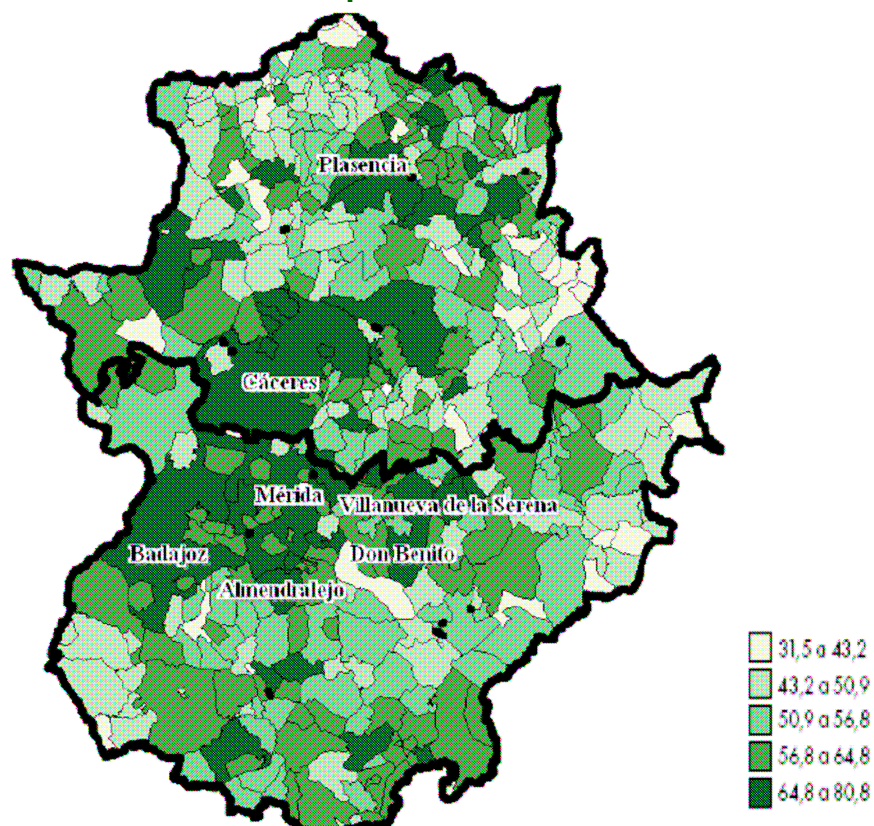 Plasencia
Cáceres
Mérida
Villanueva de la Serena
Badajoz
Don Benito
Almendralejo
31,5 a 43,2
43,2 a 50,9
50,9 a 56,8
56,8 a 64,8
64,8 a 80,8